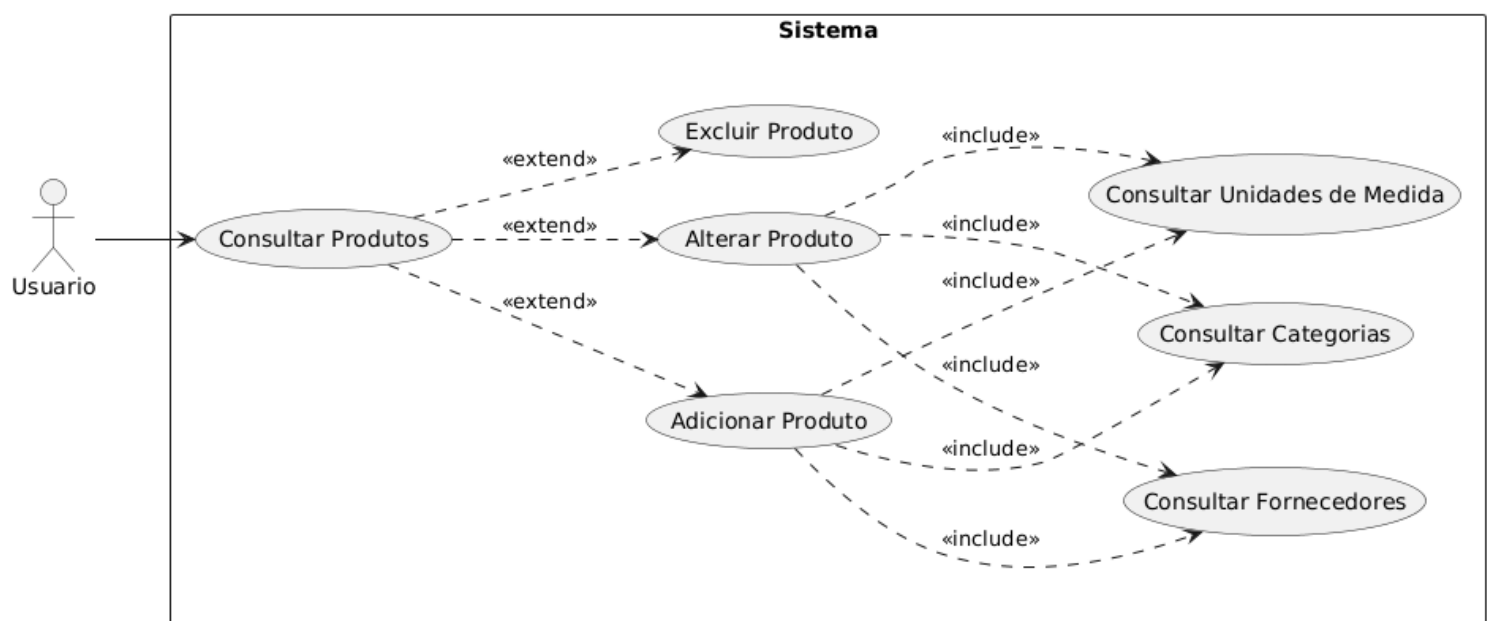 Sistema
Excluir Produto
«include»
«extend»
Consultar Unidades de Medida
«include»
«extend»
Consultar Produtos
Alterar Produto
«include»
Usuario
«extend»
Consultar Categorias
«include»
Adicionar Produto
«include»
Consultar Fornecedores
«include»